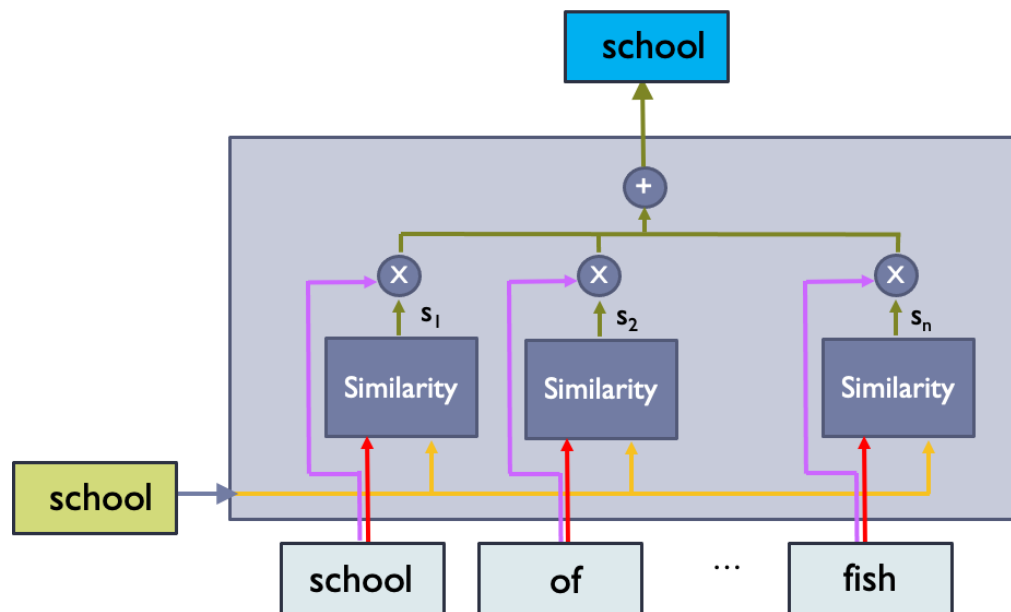 school
+
X X X
s₁ s₂ sₙ
Similarity Similarity Similarity
school
school of ... fish